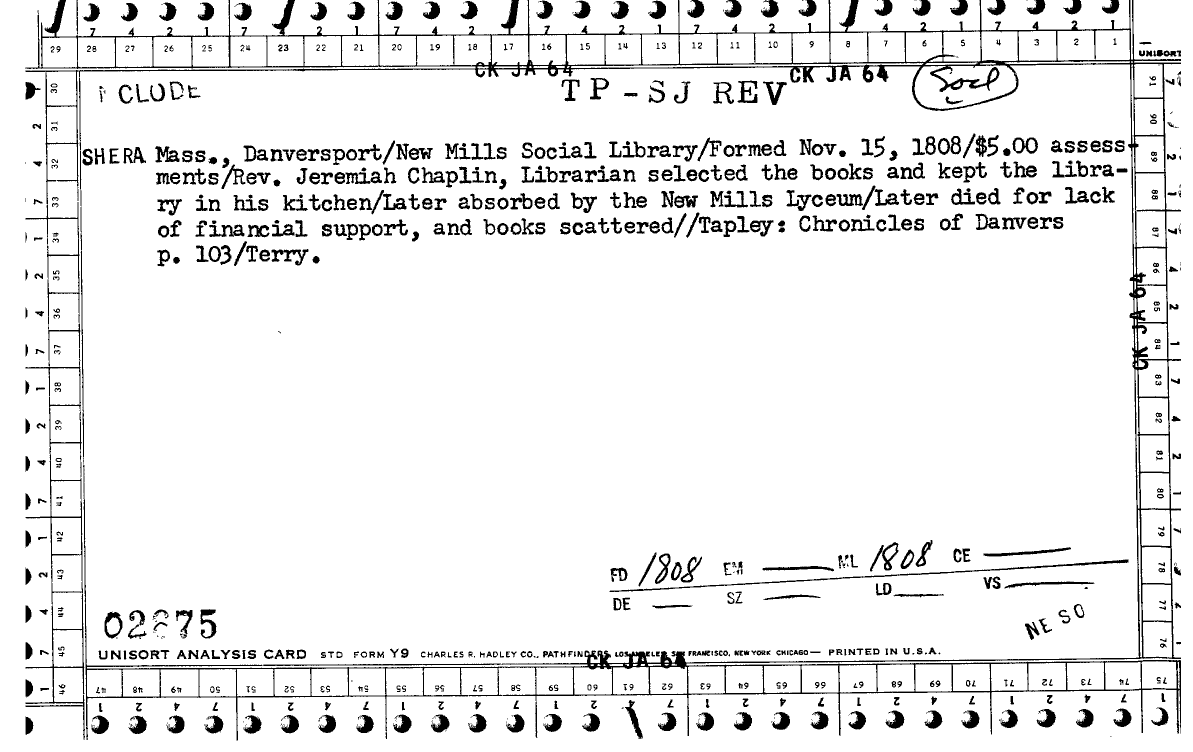 7 4 2 1 7 4 2 1 7 4 2 1 7 4 2 1 7 4 2 1 7 4 2 1
29 28 27 26 25 24 23 22 21 20 19 18 17 16 15 14 13 12 11 10 9 8 7 6 5 4 3 2 1 UNISORT
CK JA 64 CK JA 64
CLUDE TP-SJ REV Socl
SHERA Mass., Danversport/New Mills Social Library/Formed Nov. 15, 1808/$5.00 assess-
ments/Rev. Jeremiah Chaplin, Librarian selected the books and kept the libra-
ry in his kitchen/Later absorbed by the New Mills Lyceum/Later died for lack
of financial support, and books scattered//Tapley: Chronicles of Danvers
p. 103/Terry.
30 31 32 33 34 35 36 37 38 39 40 41 42 43 44 45 46
91 90 89 88 87 86 85 84 83 82 81 80 79 78 77 76
CK JA 64
FD 1808 EM — ML 1808 CE —
DE — SZ — LD — VS —
NE SO
UNISORT ANALYSIS CARD STD FORM Y9 CHARLES R. HADLEY CO., PATHFINDERS, LOS ANGELES, SAN FRANCISCO, NEW YORK CHICAGO — PRINTED IN U.S.A.
CK JA 64
47 48 49 50 51 52 53 54 55 56 57 58 59 60 61 62 63 64 65 66 67 68 69 70 71 72 73 74 75